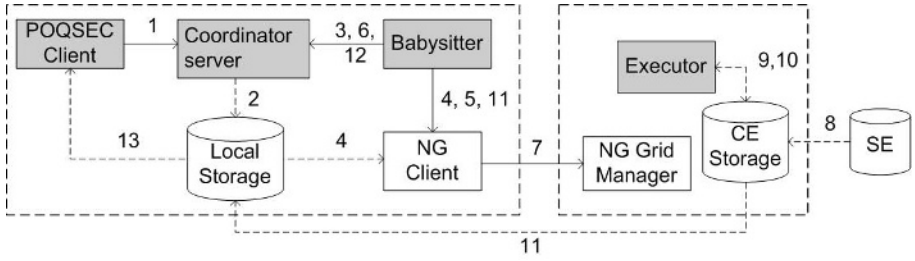 POQSEC
Client
1
Coordinator
server
3, 6,
12
Babysitter
Executor
9,10
2
4, 5, 11
13
Local
Storage
4
NG
Client
7
NG Grid
Manager
CE
Storage
8
SE
11